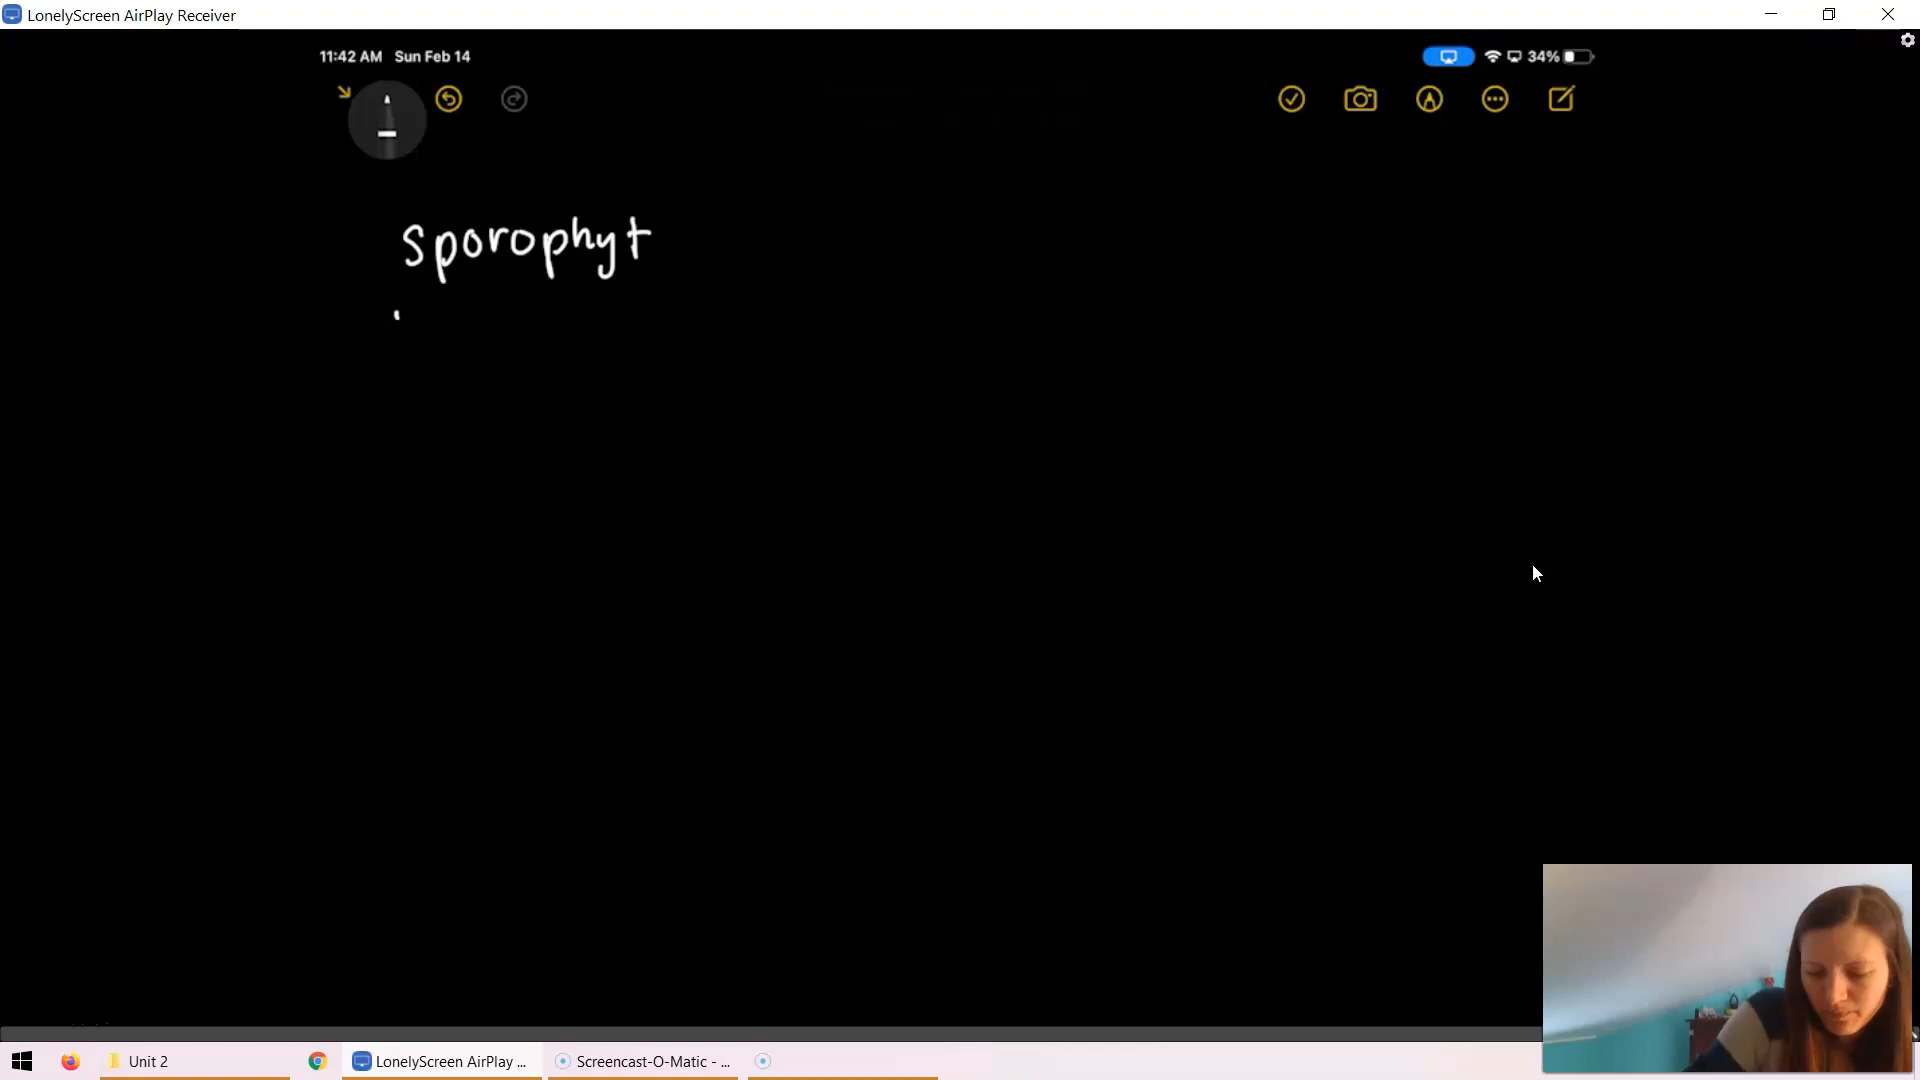 LonelyScreen AirPlay Receiver
11:42 AM Sun Feb 14
34%
sporophyt
Unit 2
LonelyScreen AirPlay ...
Screencast-O-Matic - ...